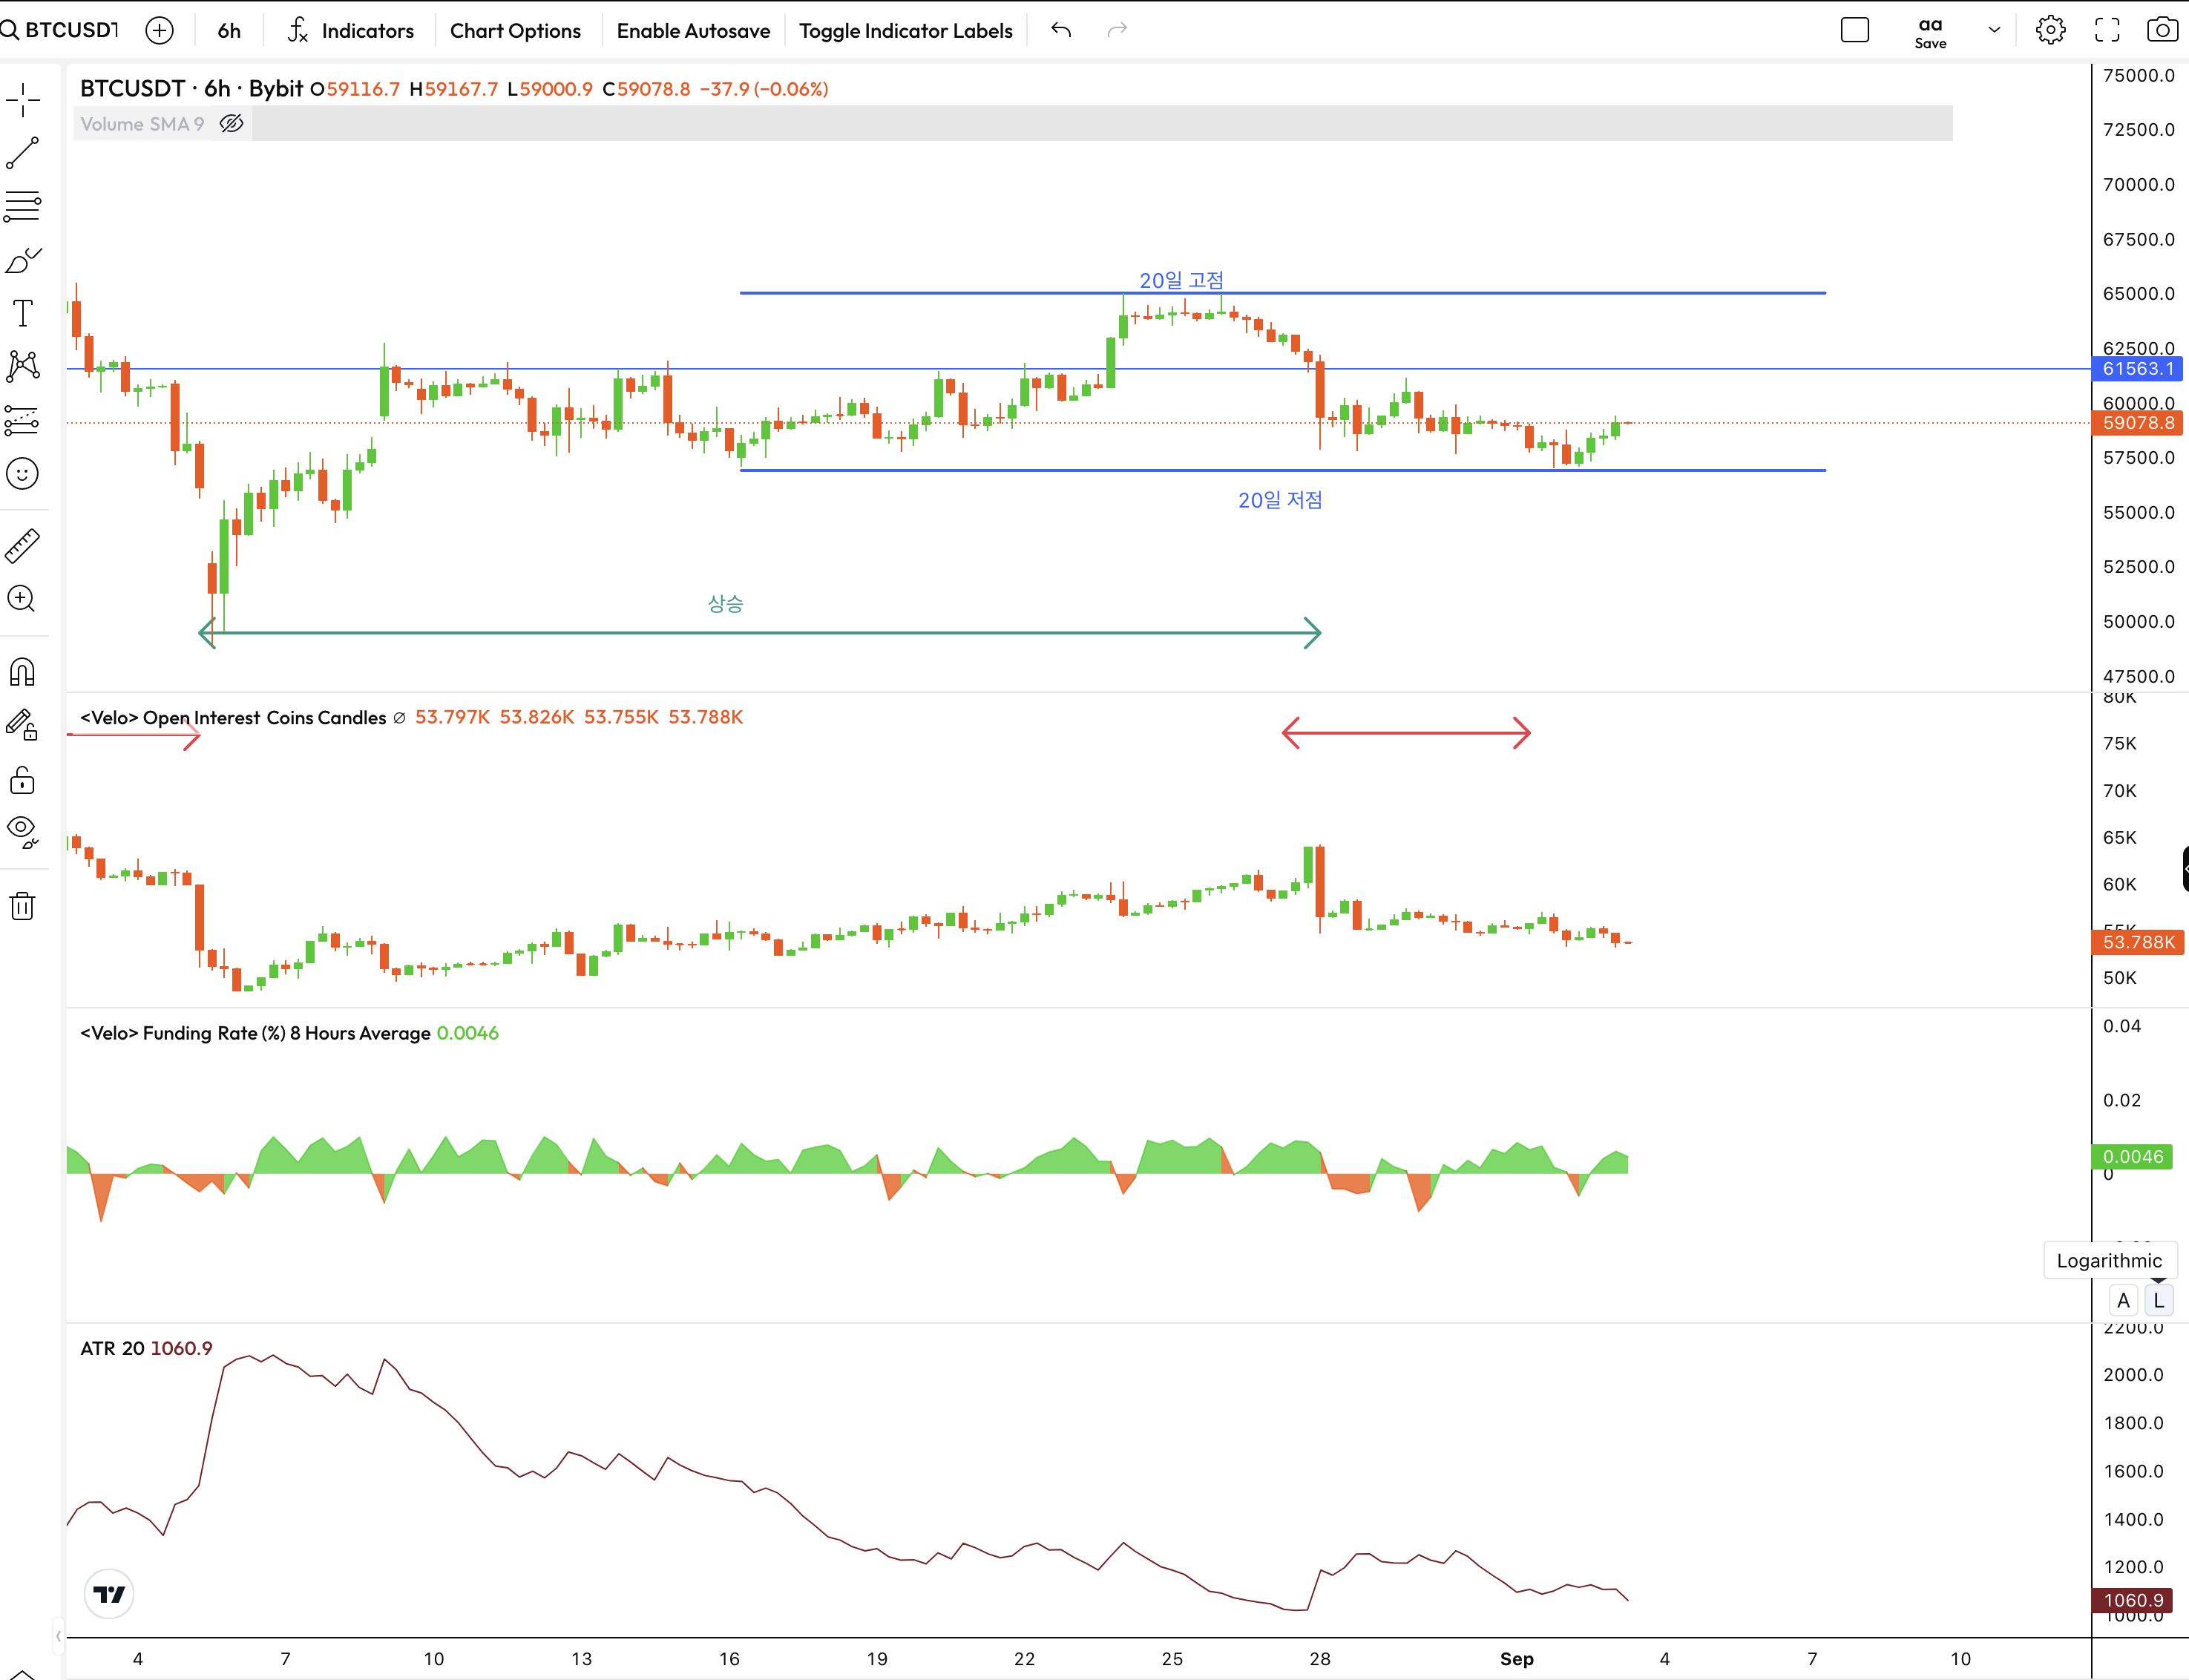 BTCUSDT
6h
Indicators
Chart Options
Enable Autosave
Toggle Indicator Labels
aa
Save
BTCUSDT · 6h · Bybit O59116.7 H59167.7 L59000.9 C59078.8 −37.9 (−0.06%)
Volume SMA 9
75000.0
72500.0
70000.0
67500.0
65000.0
62500.0
61563.1
60000.0
59078.8
57500.0
55000.0
52500.0
50000.0
47500.0
20일 고점
20일 저점
상승
<Velo> Open Interest Coins Candles ∅ 53.797K 53.826K 53.755K 53.788K
80K
75K
70K
65K
60K
55K
53.788K
50K
<Velo> Funding Rate (%) 8 Hours Average 0.0046
0.04
0.02
0.0046
0
Logarithmic
A L
ATR 20 1060.9
2200.0
2000.0
1800.0
1600.0
1400.0
1200.0
1060.9
1000.0
4 7 10 13 16 19 22 25 28 Sep 4 7 10